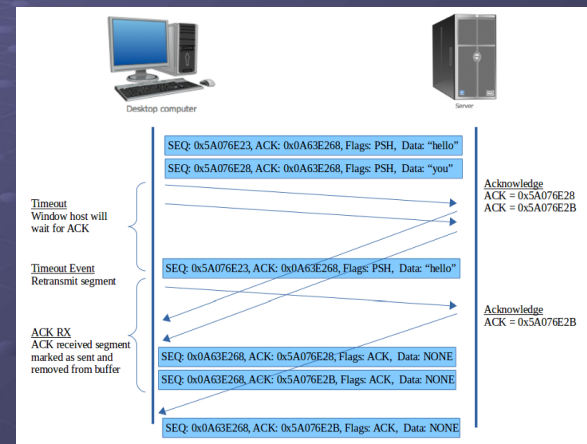 Desktop computer
Server
SEQ: 0x5A076E23, ACK: 0x0A63E268, Flags: PSH, Data: “hello”
SEQ: 0x5A076E28, ACK: 0x0A63E268, Flags: PSH, Data: “you”
Timeout
Window host will
wait for ACK
Acknowledge
ACK = 0x5A076E28
ACK = 0x5A076E2B
Timeout Event
Retransmit segment
SEQ: 0x5A076E23, ACK: 0x0A63E268, Flags: PSH, Data: “hello”
Acknowledge
ACK = 0x5A076E2B
ACK RX
ACK received segment
marked as sent and
removed from buffer
SEQ: 0x0A63E268, ACK: 0x5A076E28, Flags: ACK, Data: NONE
SEQ: 0x0A63E268, ACK: 0x5A076E2B, Flags: ACK, Data: NONE
SEQ: 0x0A63E268, ACK: 0x5A076E2B, Flags: ACK, Data: NONE